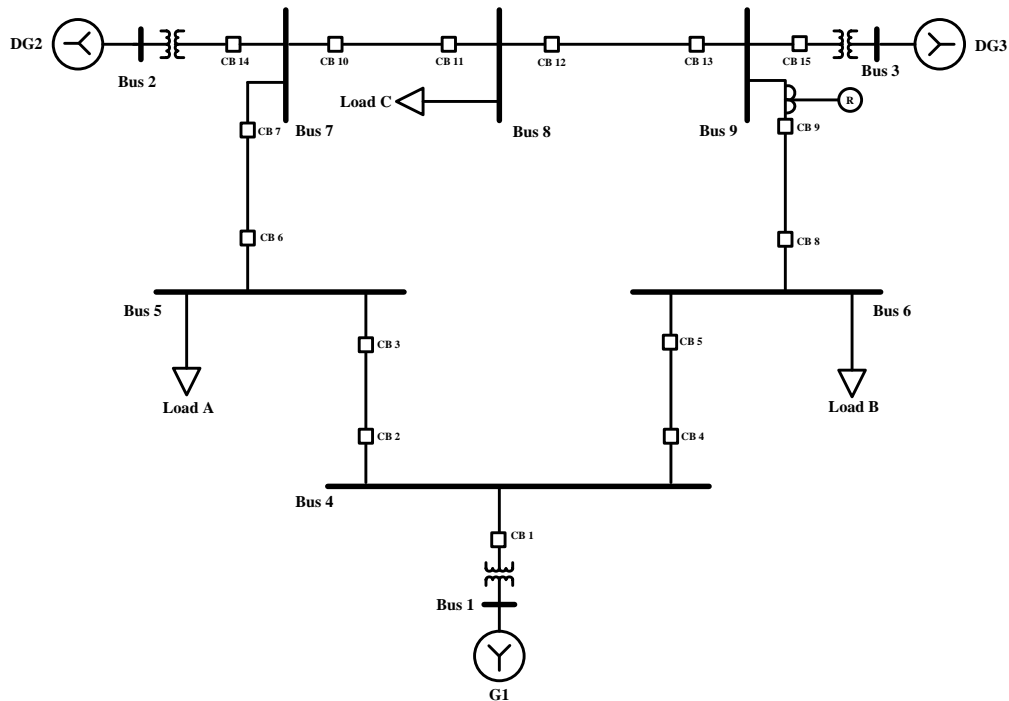 DG2
Bus 2
CB 14
CB 10
CB 11
CB 12
CB 13
CB 15
Bus 3
DG3
Load C
R
CB 7
Bus 7
Bus 8
Bus 9
CB 9
CB 6
CB 8
Bus 5
Bus 6
CB 3
CB 5
Load A
Load B
CB 2
CB 4
Bus 4
CB 1
Bus 1
G1